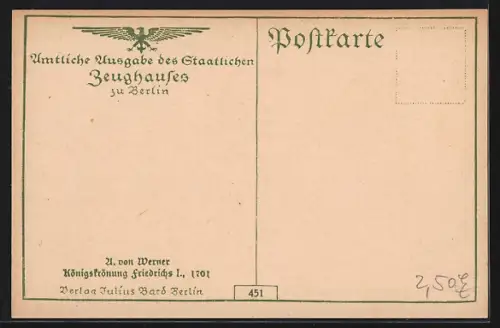 Amtliche Ausgabe des Staatlichen
Zeughauſes
zu Berlin
Poſtkarte
A. von Werner
Königskrönung Friedrichs I., 1701
Verlag Julius Bard Berlin
451
2,50